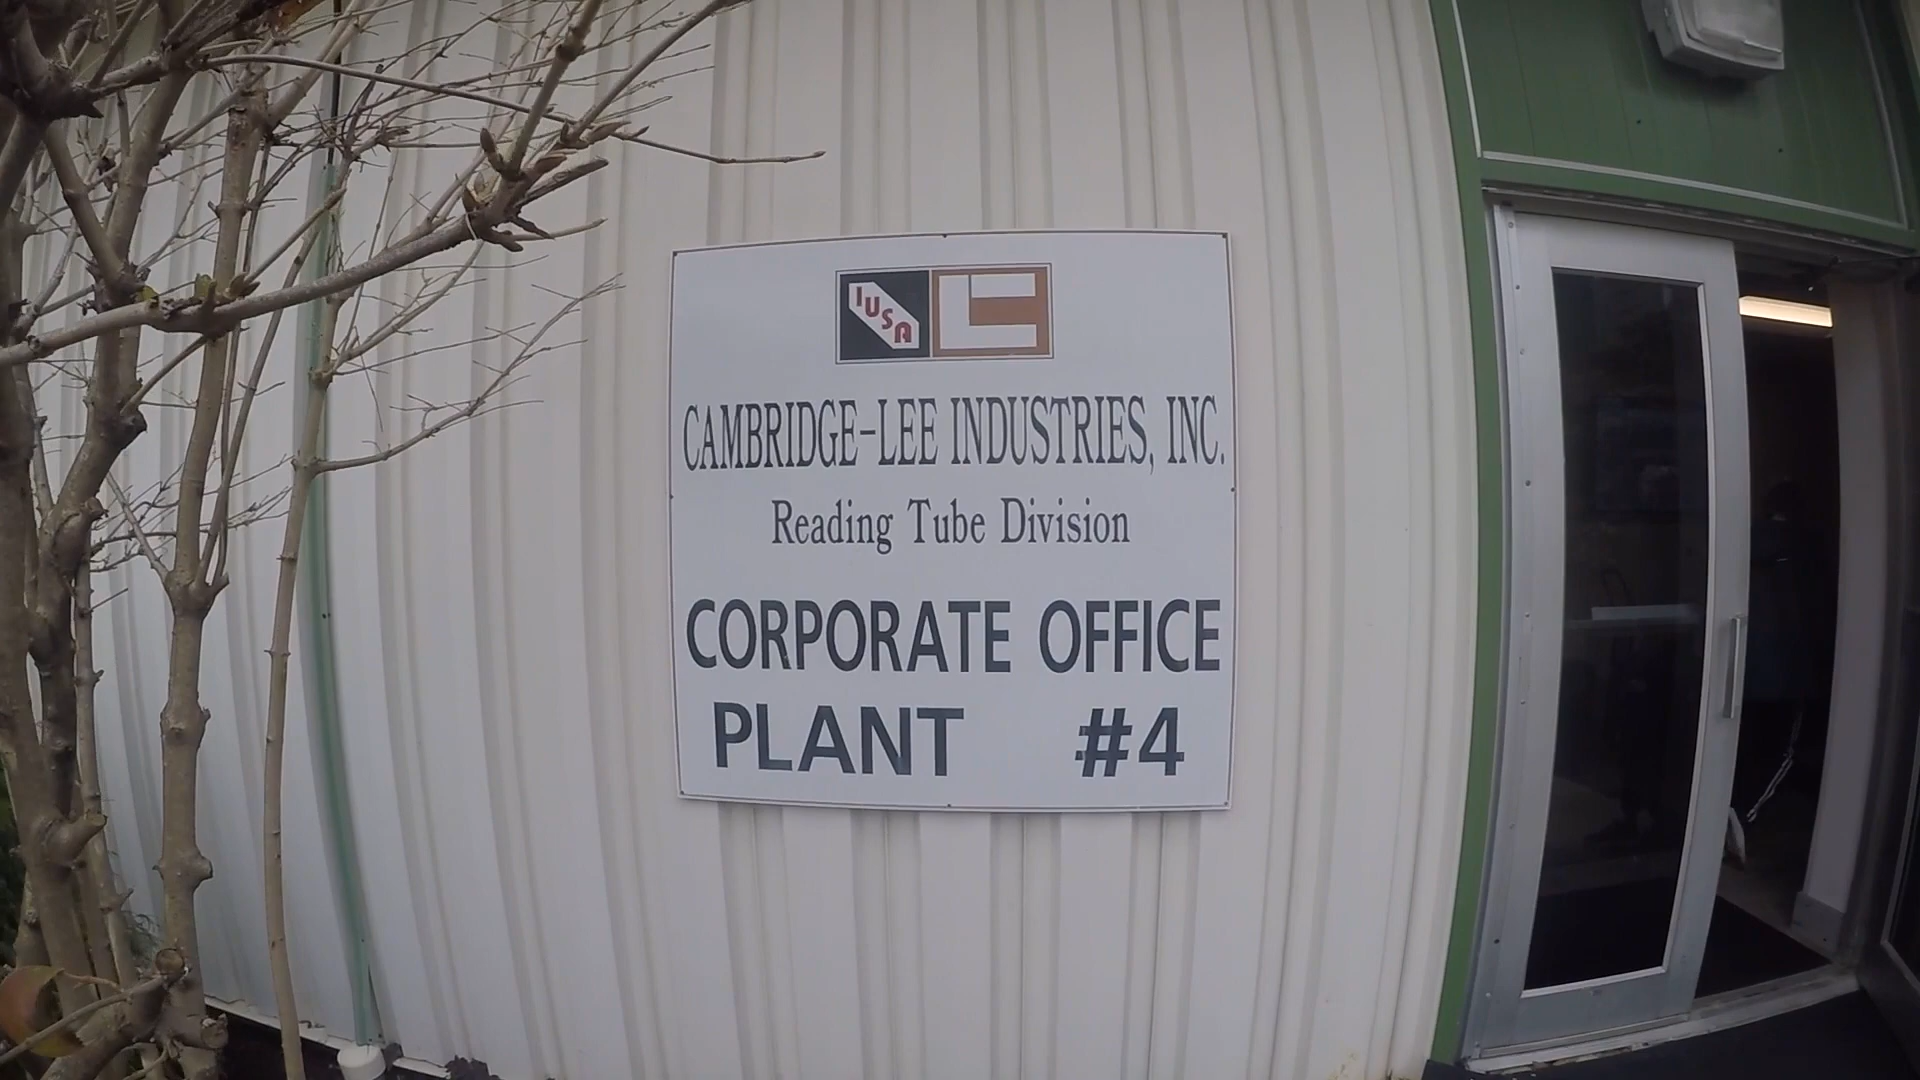 IUSA
CAMBRIDGE-LEE INDUSTRIES, INC.
Reading Tube Division
CORPORATE OFFICE
PLANT #4